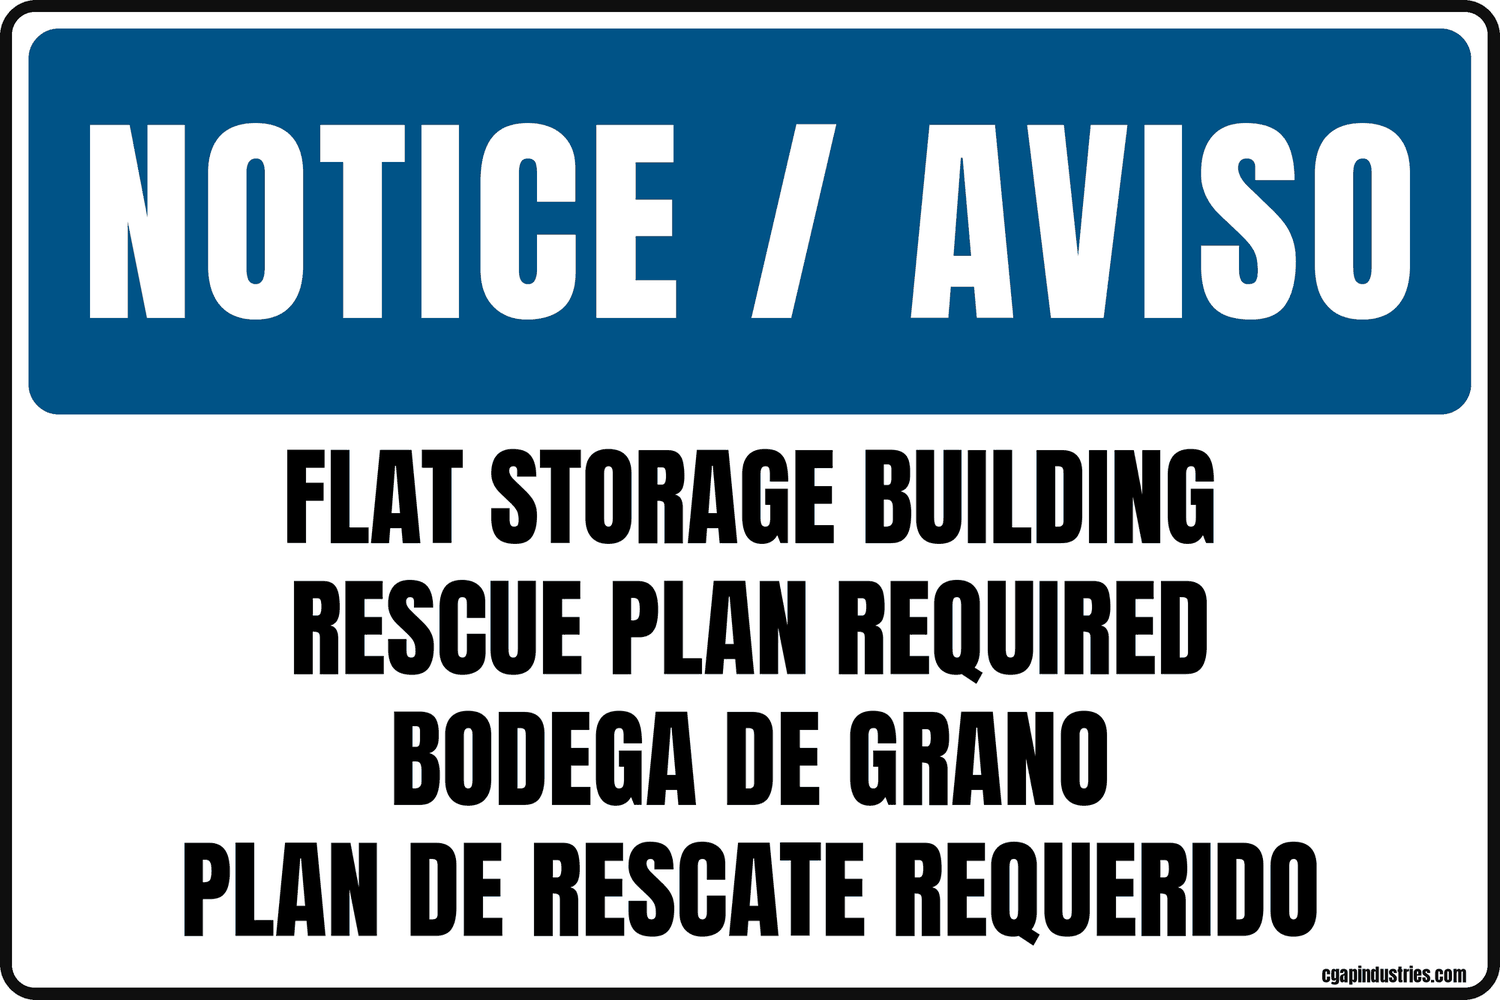 NOTICE / AVISO
FLAT STORAGE BUILDING
RESCUE PLAN REQUIRED
BODEGA DE GRANO
PLAN DE RESCATE REQUERIDO
cgapindustries.com